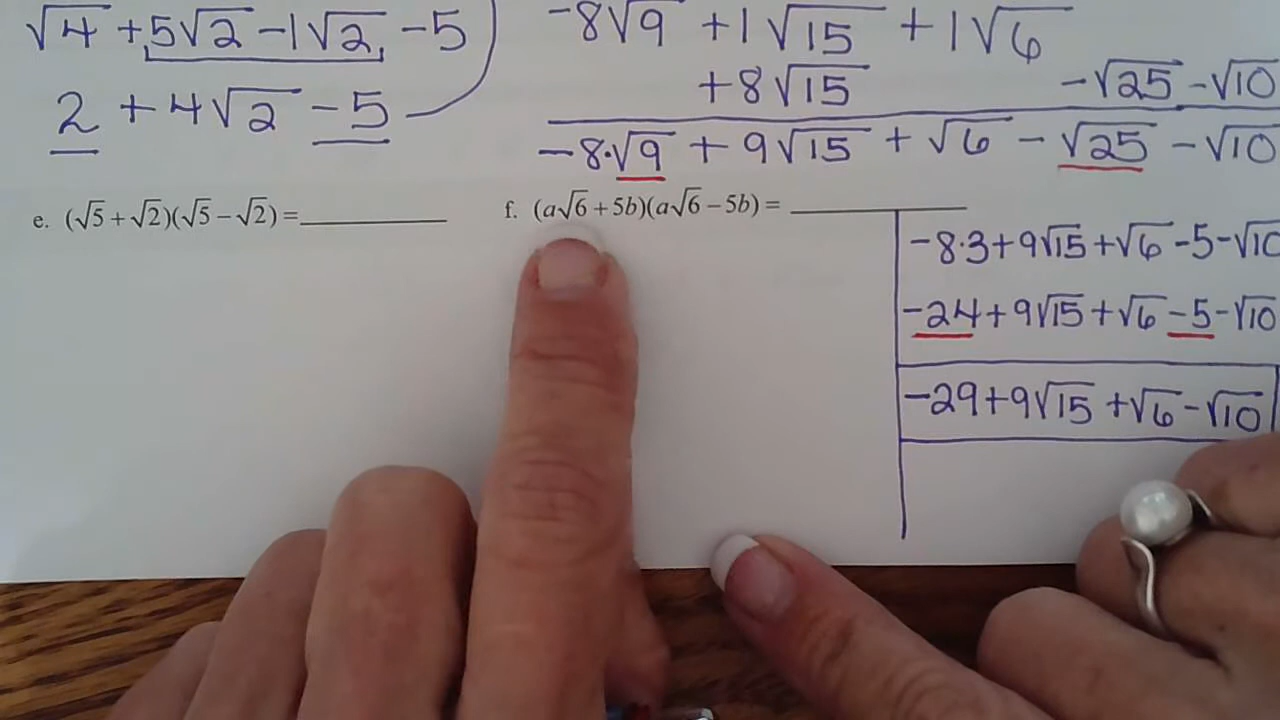 √4 + 5√2 - 1√2, - 5
2 + 4√2 - 5
-8√9 + 1√15 + 1√6
+ 8√15 - √25 - √10
-8·√9 + 9√15 + √6 - √25 - √10
e. (√5 + √2)(√5 - √2) = ________
f. (a√6 + 5b)(a√6 - 5b) = ________
-8·3 + 9√15 + √6 - 5 - √10
-24 + 9√15 + √6 - 5 - √10
-29 + 9√15 + √6 - √10